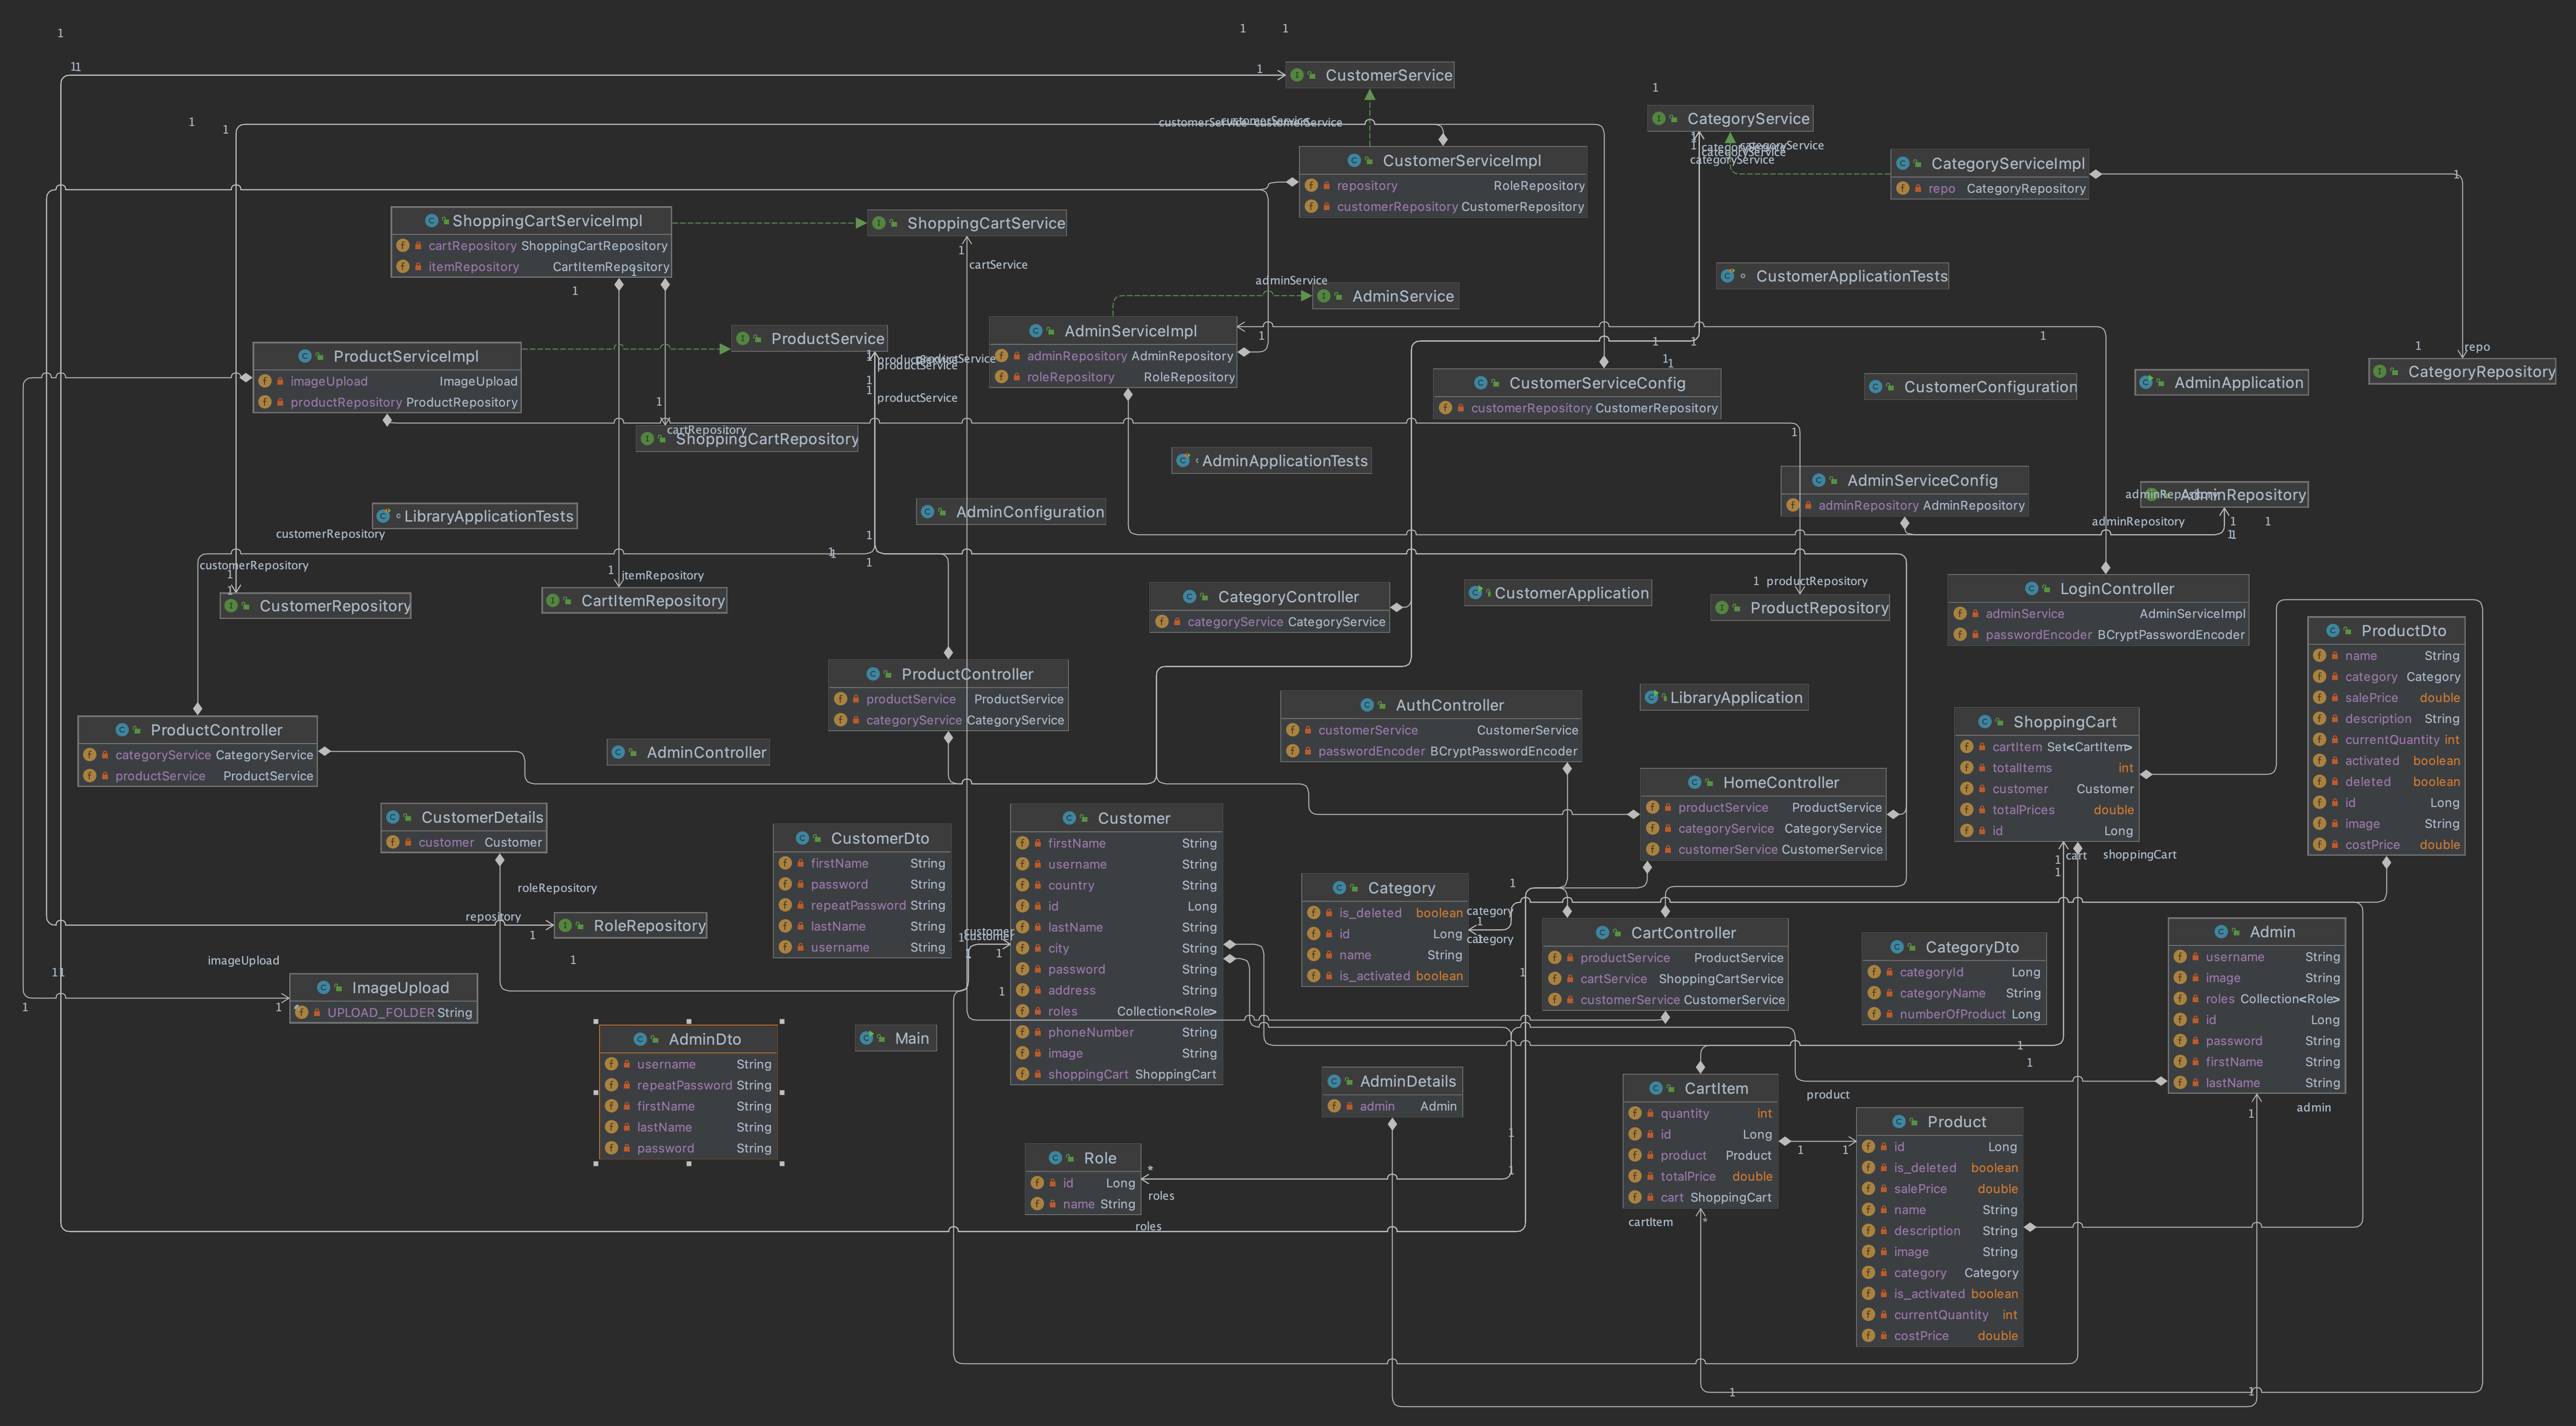 CustomerService
CategoryService
CustomerServiceImpl
repository RoleRepository
customerRepository CustomerRepository
CategoryServiceImpl
repo CategoryRepository
ShoppingCartServiceImpl
cartRepository ShoppingCartRepository
itemRepository CartItemRepository
ShoppingCartService
cartService
CustomerApplicationTests
adminService
AdminService
AdminServiceImpl
adminRepository AdminRepository
roleRepository RoleRepository
ProductService
productService
productService
ProductServiceImpl
imageUpload ImageUpload
productRepository ProductRepository
CustomerServiceConfig
customerRepository CustomerRepository
CustomerConfiguration
AdminApplication
repo
CategoryRepository
cartRepository
ShoppingCartRepository
AdminApplicationTests
AdminServiceConfig
adminRepository AdminRepository
AdminRepository
adminRepository
LibraryApplicationTests
AdminConfiguration
customerRepository
customerRepository
CustomerRepository
itemRepository
CartItemRepository
CategoryController
categoryService CategoryService
CustomerApplication
productRepository
ProductRepository
LoginController
adminService AdminServiceImpl
passwordEncoder BCryptPasswordEncoder
ProductDto
name String
category Category
salePrice double
description String
currentQuantity int
activated boolean
deleted boolean
id Long
image String
costPrice double
ProductController
productService ProductService
categoryService CategoryService
AuthController
customerService CustomerService
passwordEncoder BCryptPasswordEncoder
LibraryApplication
ShoppingCart
cartItem Set<CartItem>
totalItems int
customer Customer
totalPrices double
id Long
cart
shoppingCart
ProductController
categoryService CategoryService
productService ProductService
AdminController
HomeController
productService ProductService
categoryService CategoryService
customerService CustomerService
CustomerDetails
customer Customer
CustomerDto
firstName String
password String
repeatPassword String
lastName String
username String
Customer
firstName String
username String
country String
id Long
lastName String
city String
password String
address String
roles Collection<Role>
phoneNumber String
image String
shoppingCart ShoppingCart
Category
is_deleted boolean
id Long
name String
is_activated boolean
category
category
CartController
productService ProductService
cartService ShoppingCartService
customerService CustomerService
CategoryDto
categoryId Long
categoryName String
numberOfProduct Long
Admin
username String
image String
roles Collection<Role>
id Long
password String
firstName String
lastName String
admin
roleRepository
repository
RoleRepository
imageUpload
ImageUpload
UPLOAD_FOLDER String
AdminDto
username String
repeatPassword String
firstName String
lastName String
password String
Main
AdminDetails
admin Admin
CartItem
quantity int
id Long
product Product
totalPrice double
cart ShoppingCart
cartItem
product
Product
id Long
is_deleted boolean
salePrice double
name String
description String
image String
category Category
is_activated boolean
currentQuantity int
costPrice double
Role
id Long
name String
roles
roles